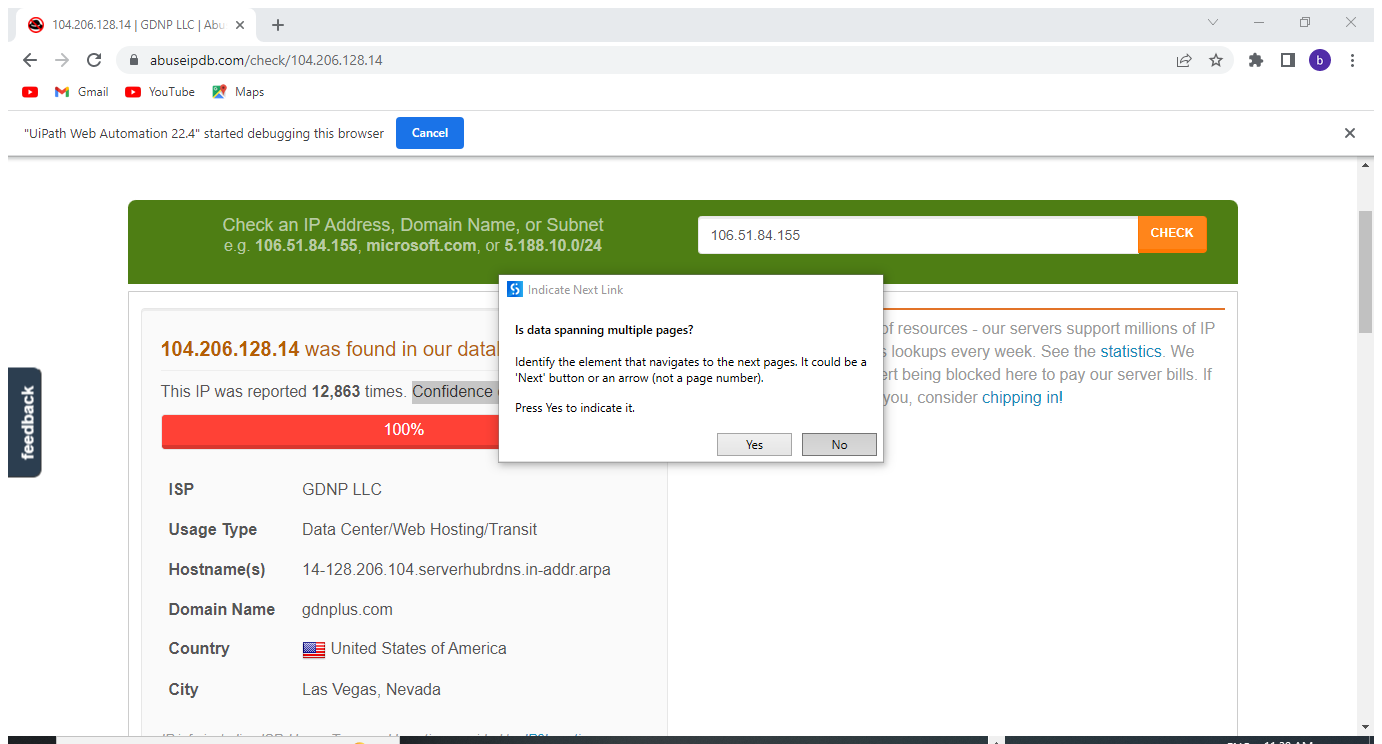 104.206.128.14 | GDNP LLC | Abu
abuseipdb.com/check/104.206.128.14
b
Gmail YouTube Maps
"UiPath Web Automation 22.4" started debugging this browser Cancel
Check an IP Address, Domain Name, or Subnet
e.g. 106.51.84.155, microsoft.com, or 5.188.10.0/24
106.51.84.155
CHECK
Indicate Next Link
Is data spanning multiple pages?
Identify the element that navigates to the next pages. It could be a
'Next' button or an arrow (not a page number).
Press Yes to indicate it.
Yes No
104.206.128.14 was found in our data
This IP was reported 12,863 times. Confidence
100%
of resources - our servers support millions of IP
lookups every week. See the statistics. We
being blocked here to pay our server bills. If
you, consider chipping in!
feedback
ISP GDNP LLC
Usage Type Data Center/Web Hosting/Transit
Hostname(s) 14-128.206.104.serverhubrdns.in-addr.arpa
Domain Name gdnplus.com
Country United States of America
City Las Vegas, Nevada